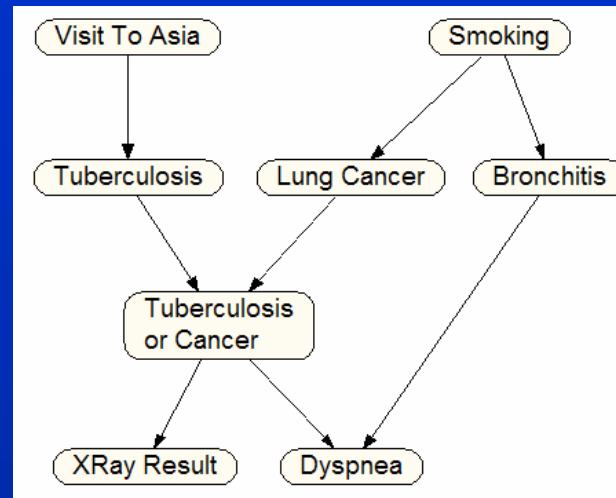 Visit To Asia
Smoking
Tuberculosis
Lung Cancer
Bronchitis
Tuberculosis
or Cancer
XRay Result
Dyspnea